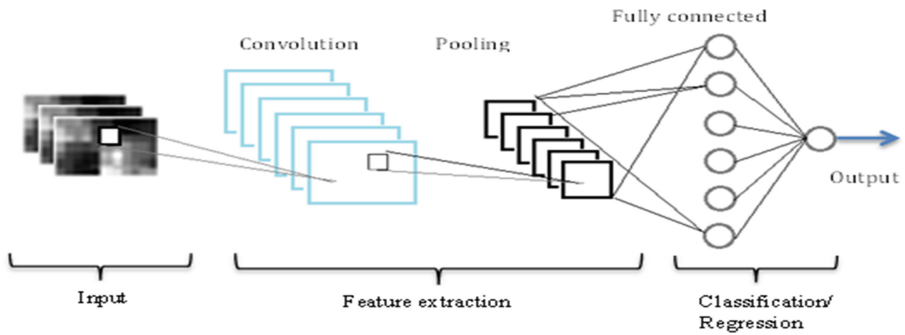 Fully connected
Convolution
Pooling
Output
Input
Feature extraction
Classification/
Regression